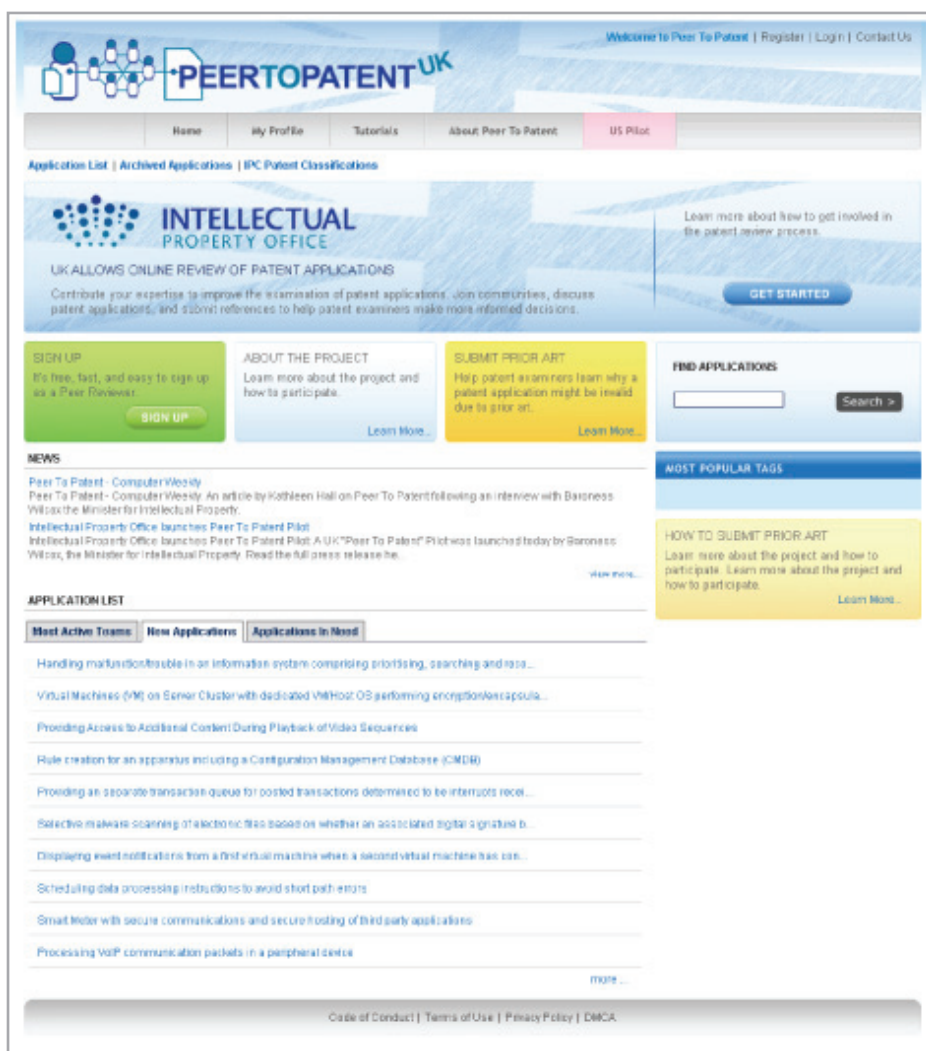 Welcome to Peer To Patent | Register | Login | Contact Us
PEERTOPATENT UK
Home My Profile Tutorials About Peer To Patent US Pilot
Application List | Archived Applications | IPC Patent Classifications
INTELLECTUAL
PROPERTY OFFICE
UK ALLOWS ONLINE REVIEW OF PATENT APPLICATIONS
Contribute your expertise to improve the examination of patent applications. Join communities, discuss
patent applications, and submit references to help patent examiners make more informed decisions.
Learn more about how to get involved in
the patent review process.
GET STARTED
SIGN UP
It's free, fast, and easy to sign up
as a Peer Reviewer.
SIGN UP
ABOUT THE PROJECT
Learn more about the project and
how to participate.
Learn More...
SUBMIT PRIOR ART
Help patent examiners learn why a
patent application might be invalid
due to prior art.
Learn More...
FIND APPLICATIONS
Search >
NEWS
Peer To Patent - Computer Weekly
Peer To Patent - Computer Weekly. An article by Kathleen Hall on Peer To Patent following an interview with Baroness
Wilcox the Minister for Intellectual Property.
Intellectual Property Office launches Peer To Patent Pilot
Intellectual Property Office launches Peer To Patent Pilot. A UK "Peer To Patent" Pilot was launched today by Baroness
Wilcox, the Minister for Intellectual Property. Read the full press release he.
view more...
MOST POPULAR TAGS
HOW TO SUBMIT PRIOR ART
Learn more about the project and how to
participate. Learn more about the project and
how to participate.
Learn More...
APPLICATION LIST
Most Active Teams New Applications Applications In Need
Handling malfunction/trouble in an information system comprising prioritising, searching and reco...
Virtual Machines (VM) on Server Cluster with dedicated VM/Host OS performing encryption/encapsula...
Providing Access to Additional Content During Playback of Video Sequences
Rule creation for an apparatus including a Configuration Management Database (CMDB)
Providing an separate transaction queue for costed transactions determined to be interrupts recei...
Selective malware scanning of electronic files based on whether an associated digital signature b...
Displaying event notifications from a first virtual machine when a second virtual machine has con...
Scheduling data processing instructions to avoid short path errors
Smart Meter with secure communications and secure hosting of third party applications
Processing VoIP communication packets in a peripheral device
more ...
Code of Conduct | Terms of Use | Privacy Policy | DMCA